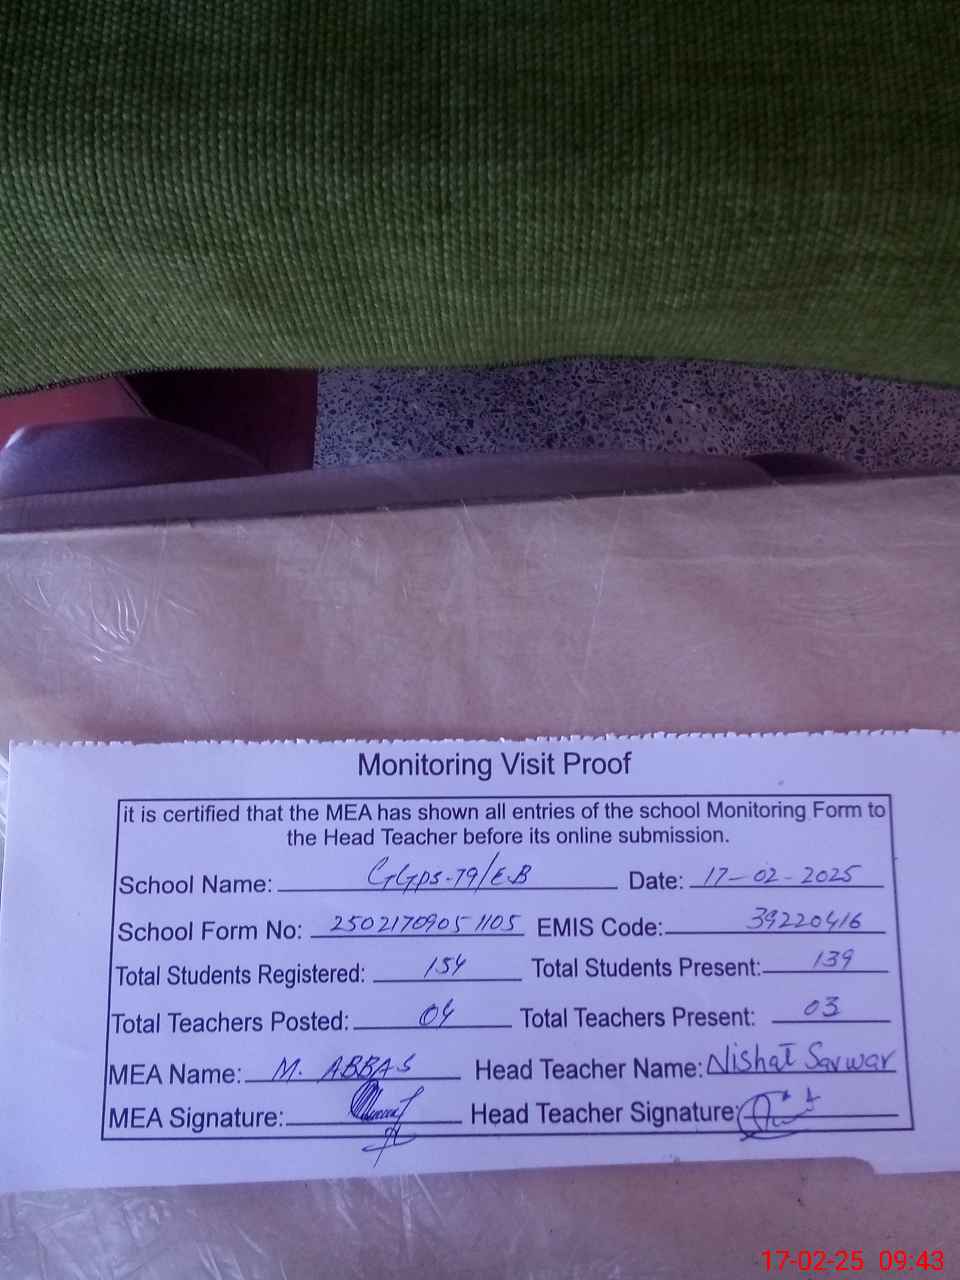 Monitoring Visit Proof
it is certified that the MEA has shown all entries of the school Monitoring Form to
the Head Teacher before its online submission.
School Name: GGPS-79/E.B Date: 17-02-2025
School Form No: 25021709051105 EMIS Code: 39220416
Total Students Registered: 154 Total Students Present: 139
Total Teachers Posted: 04 Total Teachers Present: 03
MEA Name: M. ABBAS Head Teacher Name: Nishat Sarwar
MEA Signature: Head Teacher Signature:
17-02-25 09:43